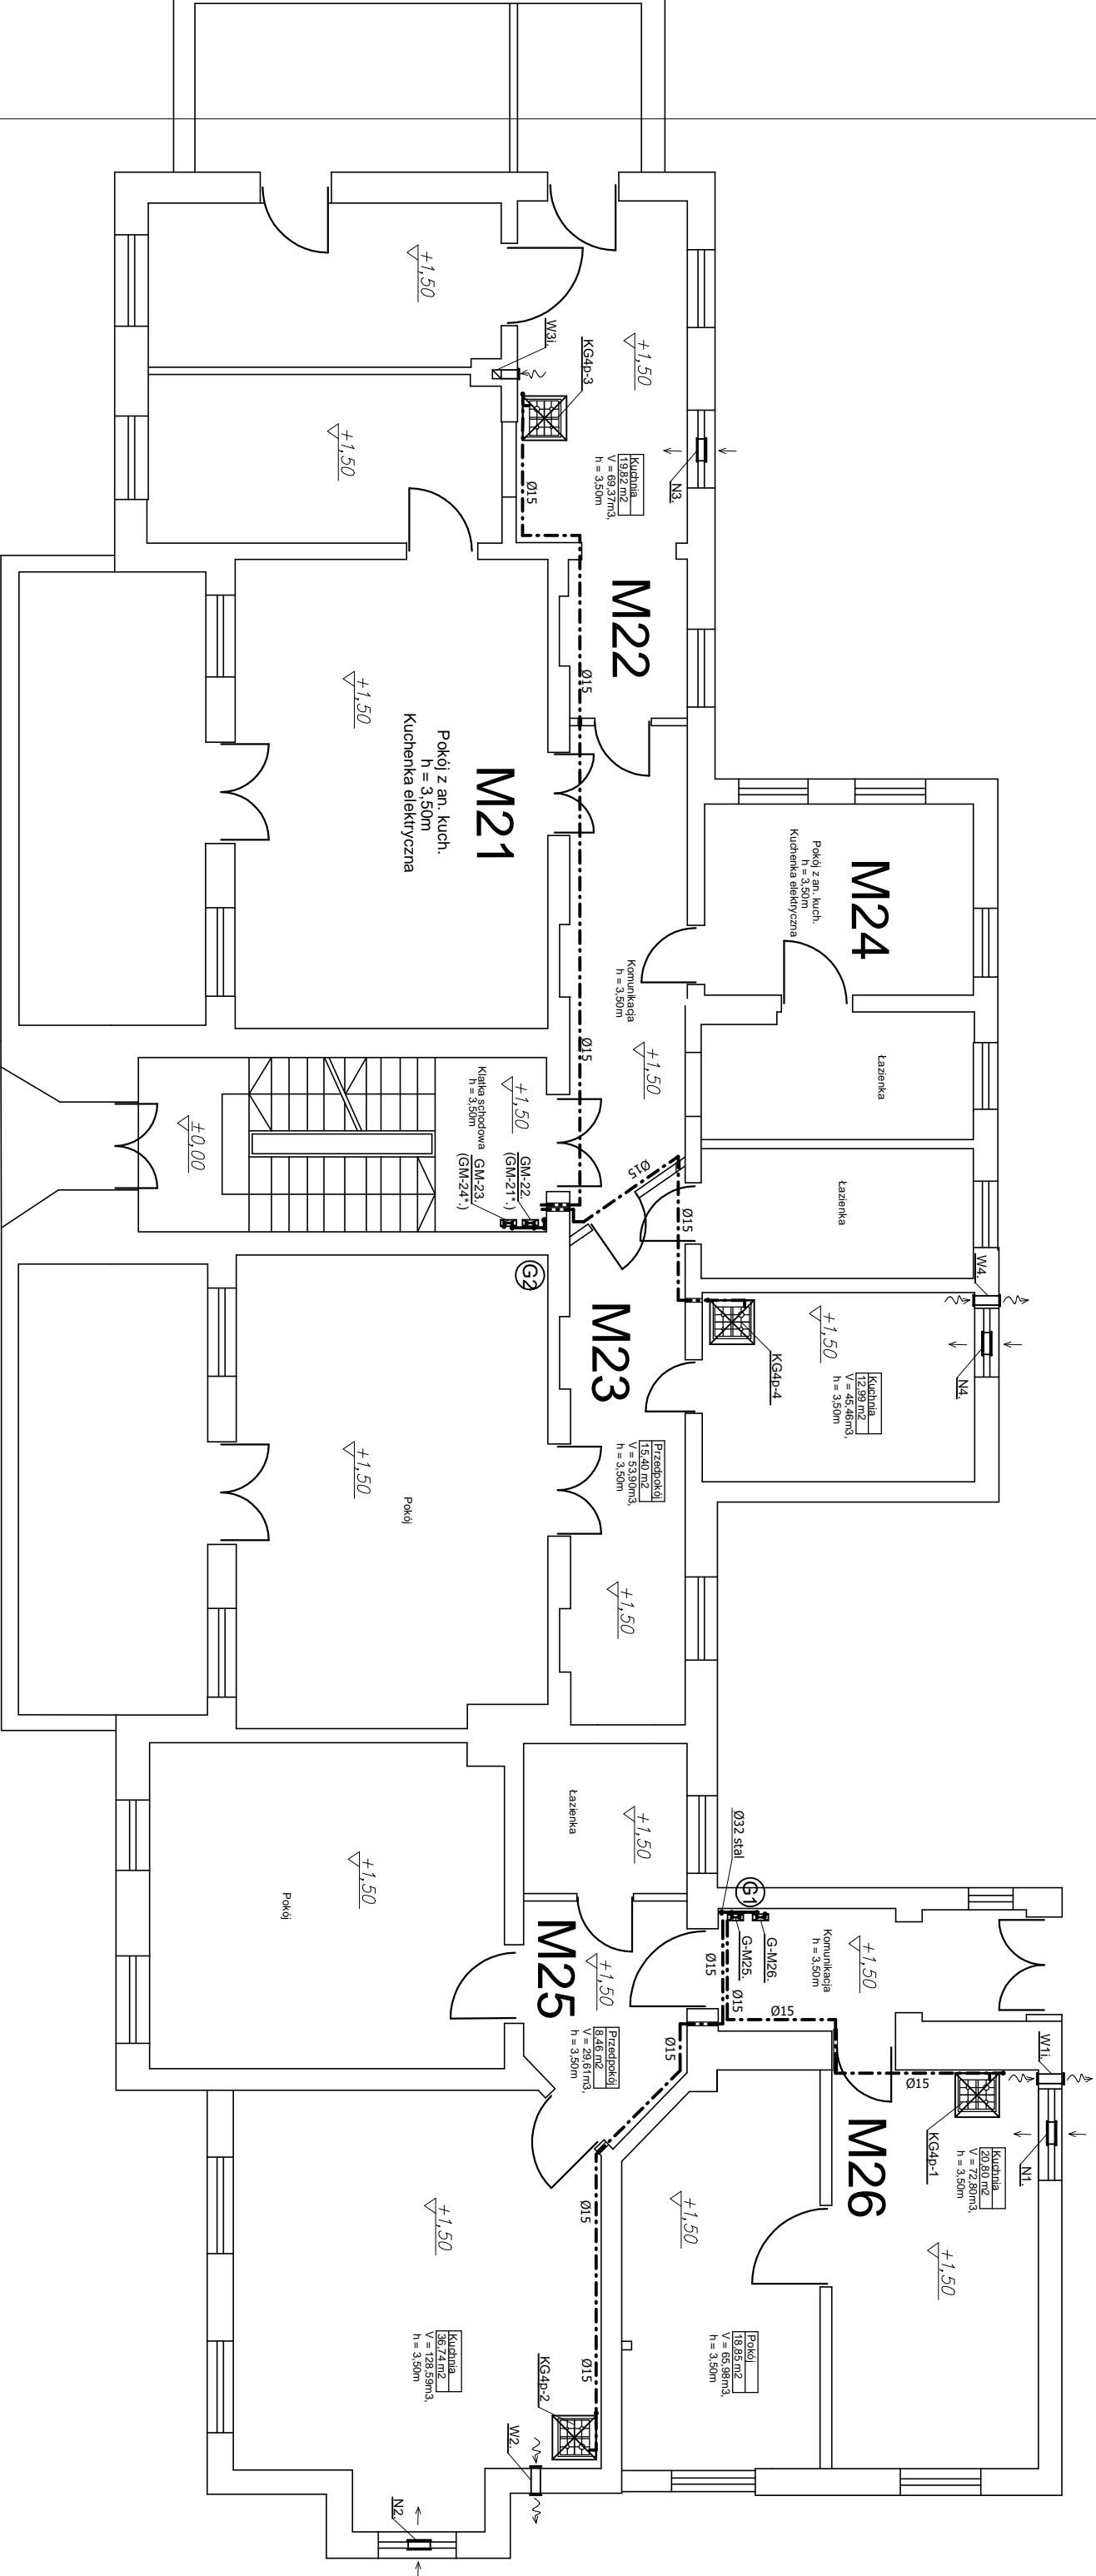 +1,50
W3i.
KG4p-3
+1,50
N3.
Kuchnia
19,82 m2
V = 69,37m3,
h = 3,50m
+1,50
Ø15
M22
Ø15
+1,50
M21
Pokój z an. kuch.
h = 3,50m
Kuchenka elektryczna
M24
Pokój z an. kuch.
h = 3,50m
Kuchenka elektryczna
Komunikacja
h = 3,50m
+1,50
Ø15
Łazienka
Klatka schodowa
h = 3,50m
+1,50
±0,00
GM-22.
(GM-21*.)
GM-23.
(GM-24*.)
Ø15
Ø15
Łazienka
G2
W4.
N4.
+1,50
KG4p-4
Kuchnia
12,99 m2
V = 45,46m3,
h = 3,50m
M23
Przedpokój
15,40 m2
V = 53,90m3,
h = 3,50m
+1,50
Pokój
+1,50
Łazienka
+1,50
Ø32 stal
G1
G-M26.
G-M25.
Komunikacja
h = 3,50m
+1,50
+1,50
Pokój
M25
+1,50
Ø15
Ø15
Ø15
Przedpokój
8,46 m2
V = 29,61m3,
h = 3,50m
Ø15
Ø15
W1i.
N1.
KG4p-1
M26
Kuchnia
20,80 m2
V = 72,80m3,
h = 3,50m
+1,50
+1,50
Ø15
+1,50
Pokój
18,85 m2
V = 65,98m3,
h = 3,50m
Kuchnia
36,74 m2
V = 128,59m3,
h = 3,50m
Ø15
KG4p-2
W2.
N2.